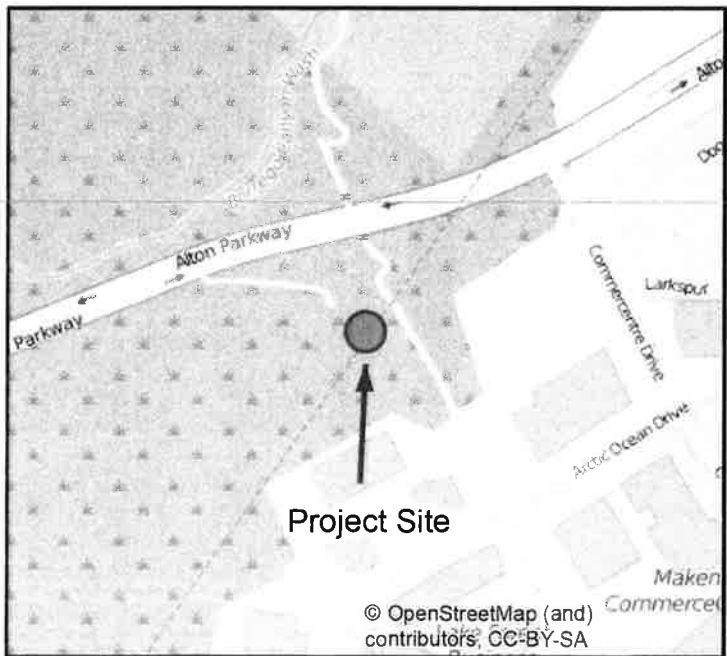 Alton
Doc
Alton Parkway
Parkway
Commercentre Drive
Larkspur
Arctic Ocean Drive
Project Site
Maken
Commerce
© OpenStreetMap (and)
contributors, CC-BY-SA